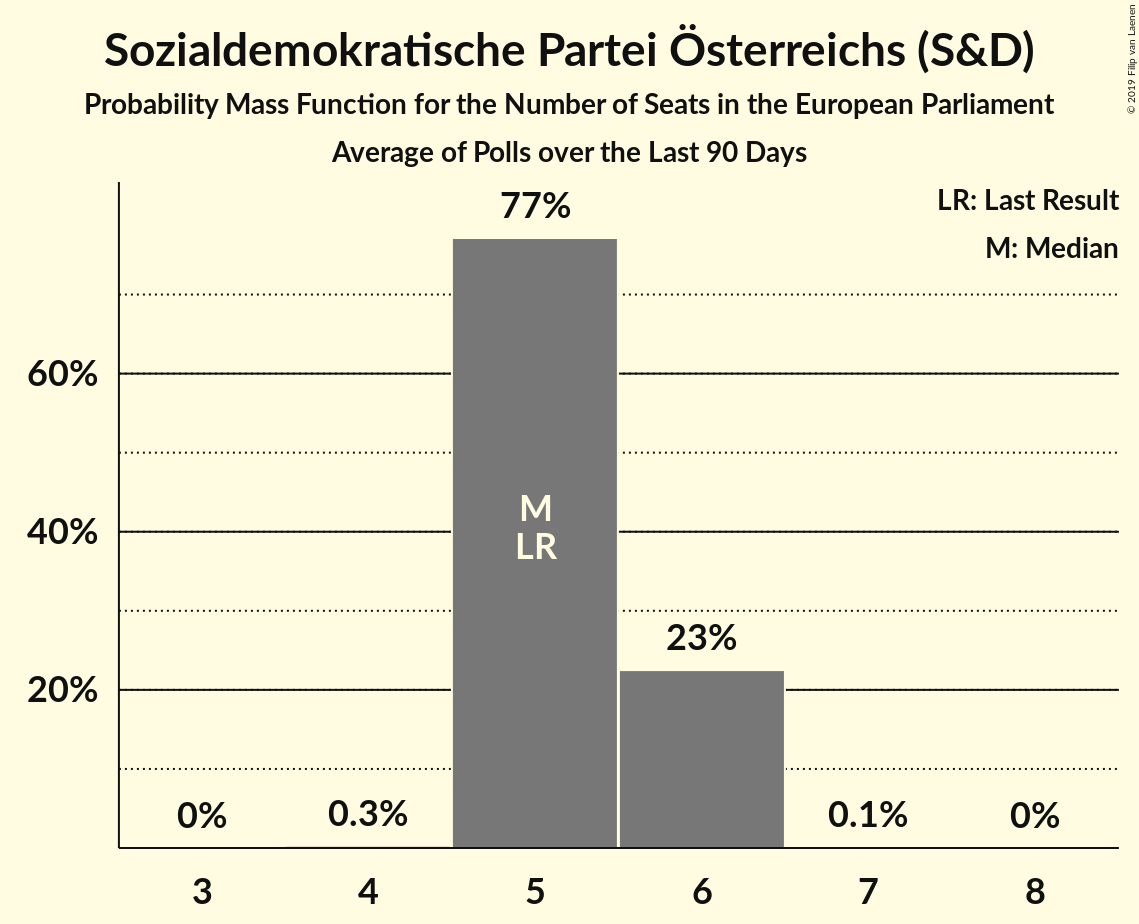 Sozialdemokratische Partei Österreichs (S&D)
Probability Mass Function for the Number of Seats in the European Parliament
Average of Polls over the Last 90 Days
© 2019 Filip van Laenen
LR: Last Result
M: Median
77%
60%
M
40%
LR
23%
20%
0%
0.3%
0.1%
0%
3 4 5 6 7 8